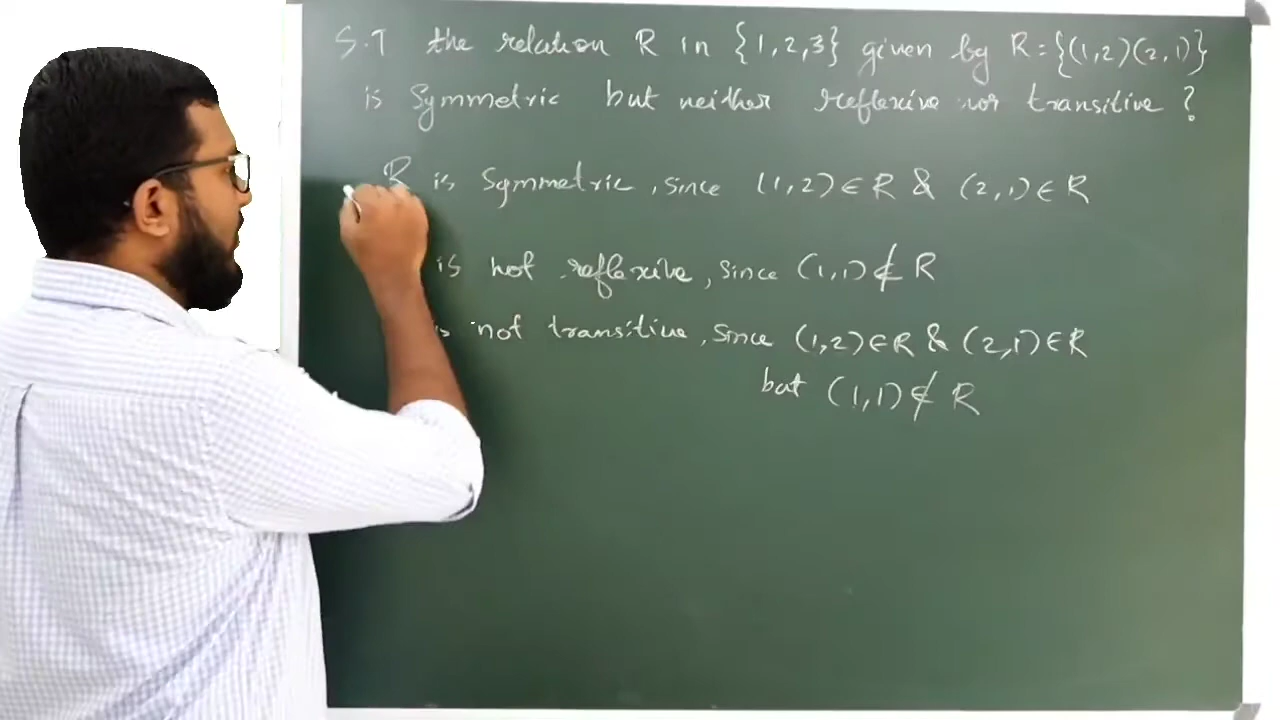 S.T the relation R in {1,2,3} given by R={(1,2)(2,1)}
is Symmetric but neither reflexive nor transitive ?
R is Symmetric, since (1,2)∈R & (2,1)∈R
is not reflexive, since (1,1)∉R
is not transitive, since (1,2)∈R & (2,1)∈R
but (1,1)∉R